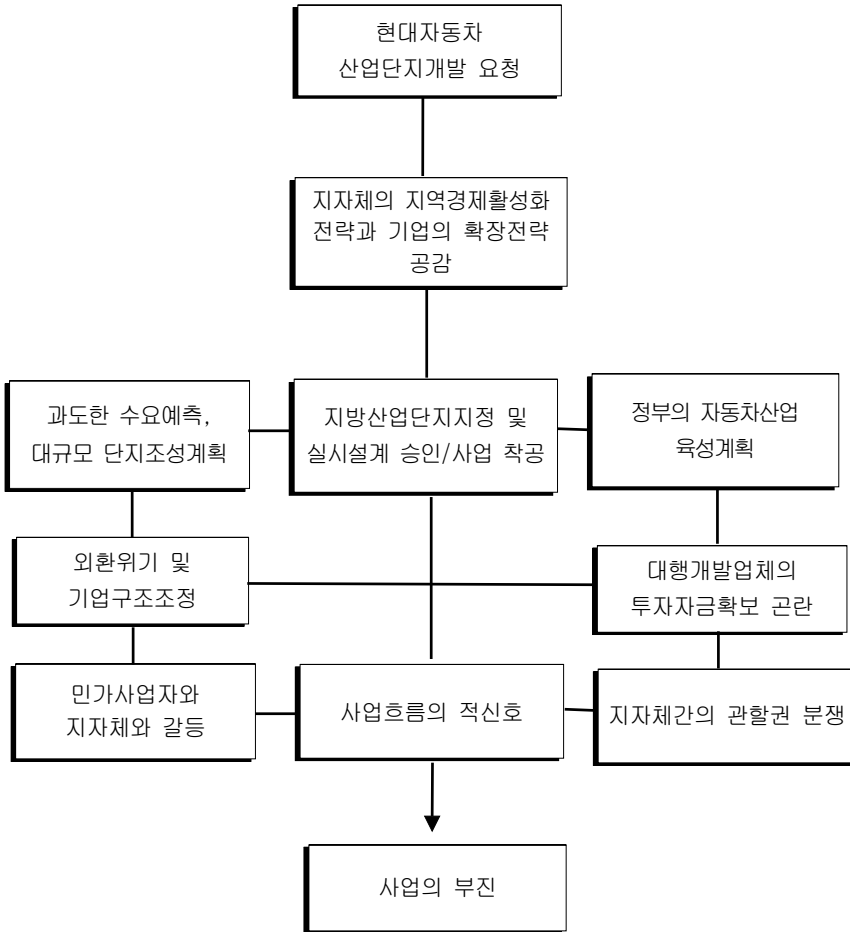 현대자동차
산업단지개발 요청
지자체의 지역경제활성화
전략과 기업의 확장전략
공감
과도한 수요예측,
대규모 단지조성계획
지방산업단지지정 및
실시설계 승인/사업 착공
정부의 자동차산업
육성계획
외환위기 및
기업구조조정
대행개발업체의
투자자금확보 곤란
민가사업자와
지자체와 갈등
사업흐름의 적신호
지자체간의 관할권 분쟁
사업의 부진